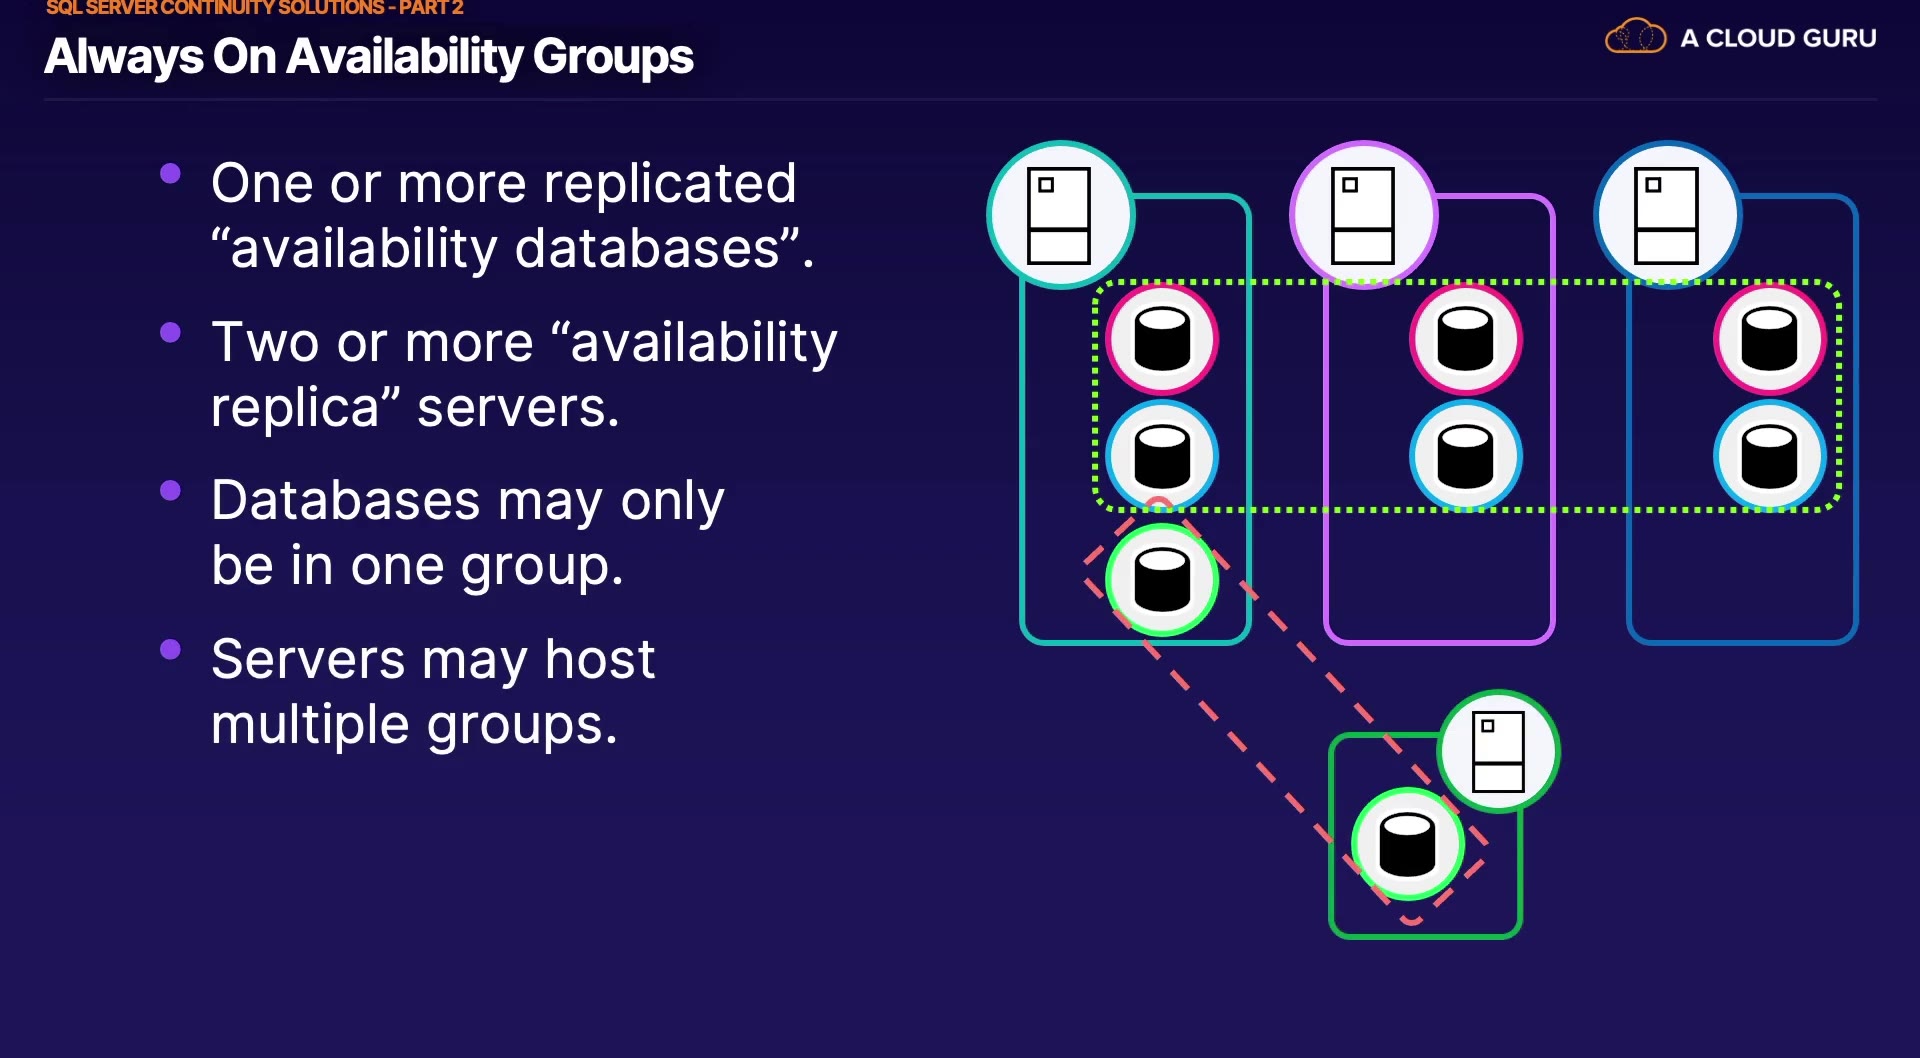 SQL SERVER CONTINUITY SOLUTIONS - PART 2
Always On Availability Groups
A CLOUD GURU
One or more replicated
“availability databases”.
Two or more “availability
replica” servers.
Databases may only
be in one group.
Servers may host
multiple groups.